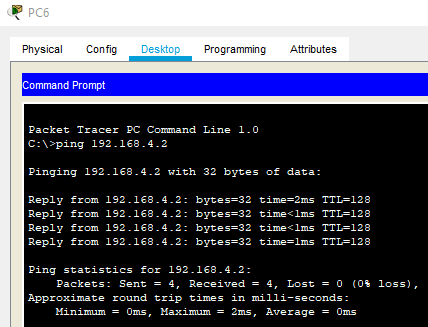 PC6
Physical Config Desktop Programming Attributes
Command Prompt
Packet Tracer PC Command Line 1.0
C:\>ping 192.168.4.2
Pinging 192.168.4.2 with 32 bytes of data:
Reply from 192.168.4.2: bytes=32 time=2ms TTL=128
Reply from 192.168.4.2: bytes=32 time<1ms TTL=128
Reply from 192.168.4.2: bytes=32 time<1ms TTL=128
Reply from 192.168.4.2: bytes=32 time=1ms TTL=128
Ping statistics for 192.168.4.2:
Packets: Sent = 4, Received = 4, Lost = 0 (0% loss),
Approximate round trip times in milli-seconds:
Minimum = 0ms, Maximum = 2ms, Average = 0ms